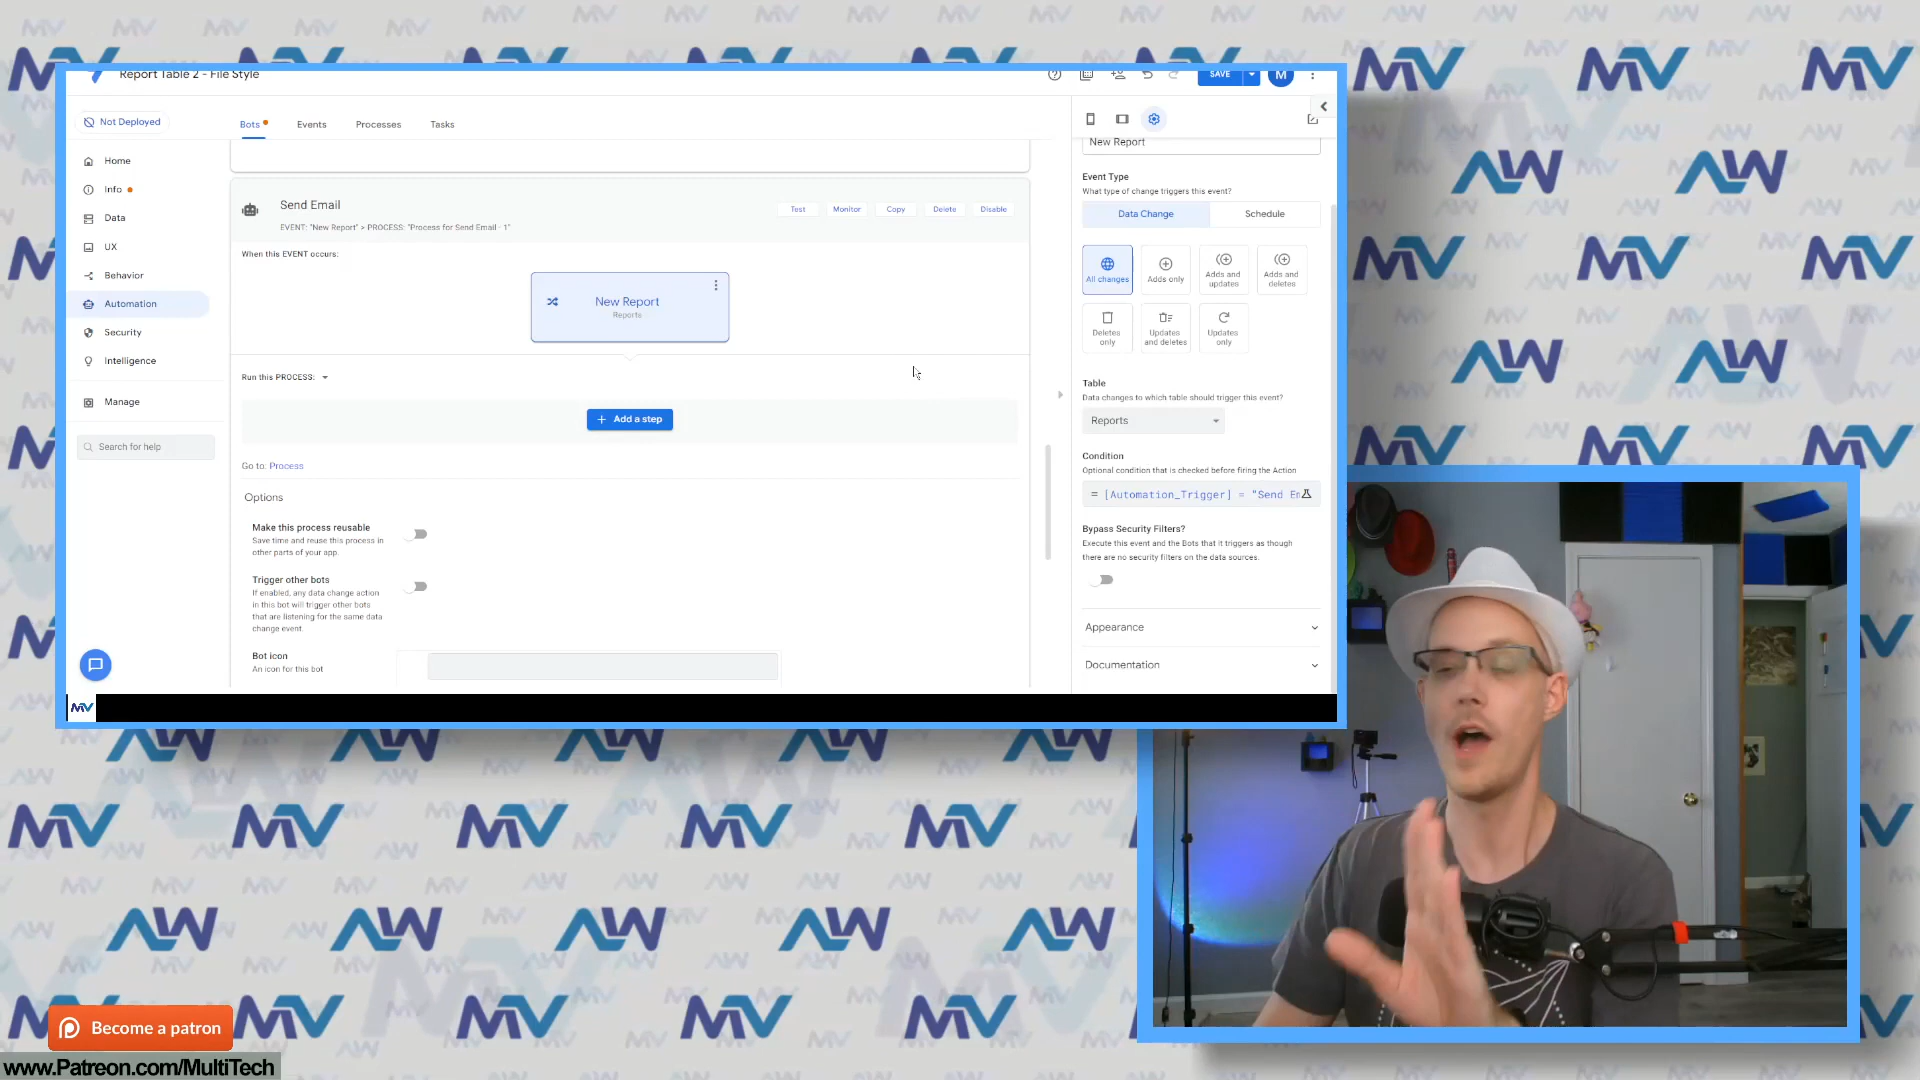 Report Table 2 - File Style
SAVE
M
Not Deployed
Bots
Events
Processes
Tasks
Home
Info
Data
UX
Behavior
Automation
Security
Intelligence
Manage
Search for help
Send Email
EVENT: "New Report" > PROCESS: "Process for Send Email - 1"
Test
Monitor
Copy
Delete
Disable
When this EVENT occurs:
New Report
Reports
Run this PROCESS:
+ Add a step
Go to: Process
Options
Make this process reusable
Save time and reuse this process in
other parts of your app.
Trigger other bots
If enabled, any data change action
in this bot will trigger other bots
that are listening for the same data
change event.
Bot icon
An icon for this bot
New Report
Event Type
What type of change triggers this event?
Data Change
Schedule
All changes
Adds only
Adds and
updates
Adds and
deletes
Deletes
only
Updates
and deletes
Updates
only
Table
Data changes to which table should trigger this event?
Reports
Condition
Optional condition that is checked before firing the Action
= [Automation_Trigger] = "Send Em
Bypass Security Filters?
Execute this event and the Bots that it triggers as though
there are no security filters on the data sources.
Appearance
Documentation
MV
Become a patron
www.Patreon.com/MultiTech